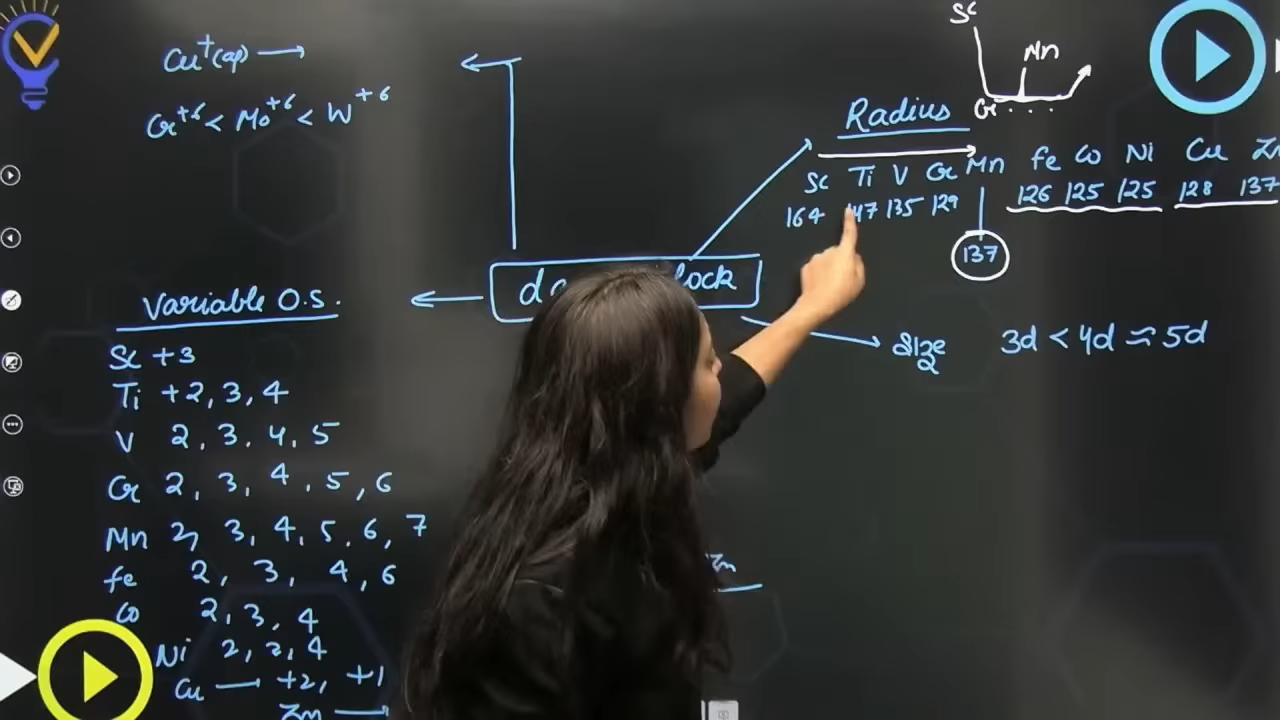 Cu⁺(aq) →
Cr⁺⁶ < Mo⁺⁶ < W⁺⁶
Sc
Mn
Cr . . .
Radius
Sc Ti V Cr Mn Fe Co Ni Cu Zn
164 147 135 129 126 125 125 128 137
137
lock
Size 3d < 4d ≈ 5d
Variable O.S.
Sc +3
Ti +2, 3, 4
V 2, 3, 4, 5
Cr 2, 3, 4, 5, 6
Mn 2, 3, 4, 5, 6, 7
Fe 2, 3, 4, 6
Co 2, 3, 4
Ni 2, 3, 4
Cu — +2, +1
Zn →
Zn